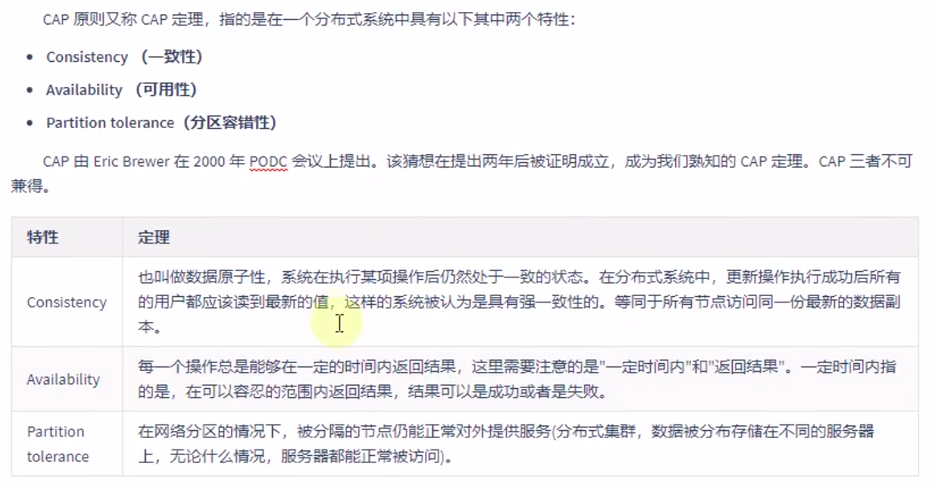 CAP 原则又称 CAP 定理，指的是在一个分布式系统中具有以下其中两个特性：
• Consistency （一致性）
• Availability （可用性）
• Partition tolerance（分区容错性）
CAP 由 Eric Brewer 在 2000 年 PODC 会议上提出。该猜想在提出两年后被证明成立，成为我们熟知的 CAP 定理。CAP 三者不可
兼得。
特性 定理
Consistency
也叫做数据原子性，系统在执行某项操作后仍然处于一致的状态。在分布式系统中，更新操作执行成功后所有
的用户都应该读到最新的值，这样的系统被认为是具有强一致性的。等同于所有节点访问同一份最新的数据副
本。
Availability
每一个操作总是能够在一定的时间内返回结果，这里需要注意的是"一定时间内"和"返回结果"。一定时间内指
的是，在可以容忍的范围内返回结果，结果可以是成功或者是失败。
Partition
tolerance
在网络分区的情况下，被分隔的节点仍能正常对外提供服务(分布式集群，数据被分布存储在不同的服务器
上，无论什么情况，服务器都能正常被访问)。